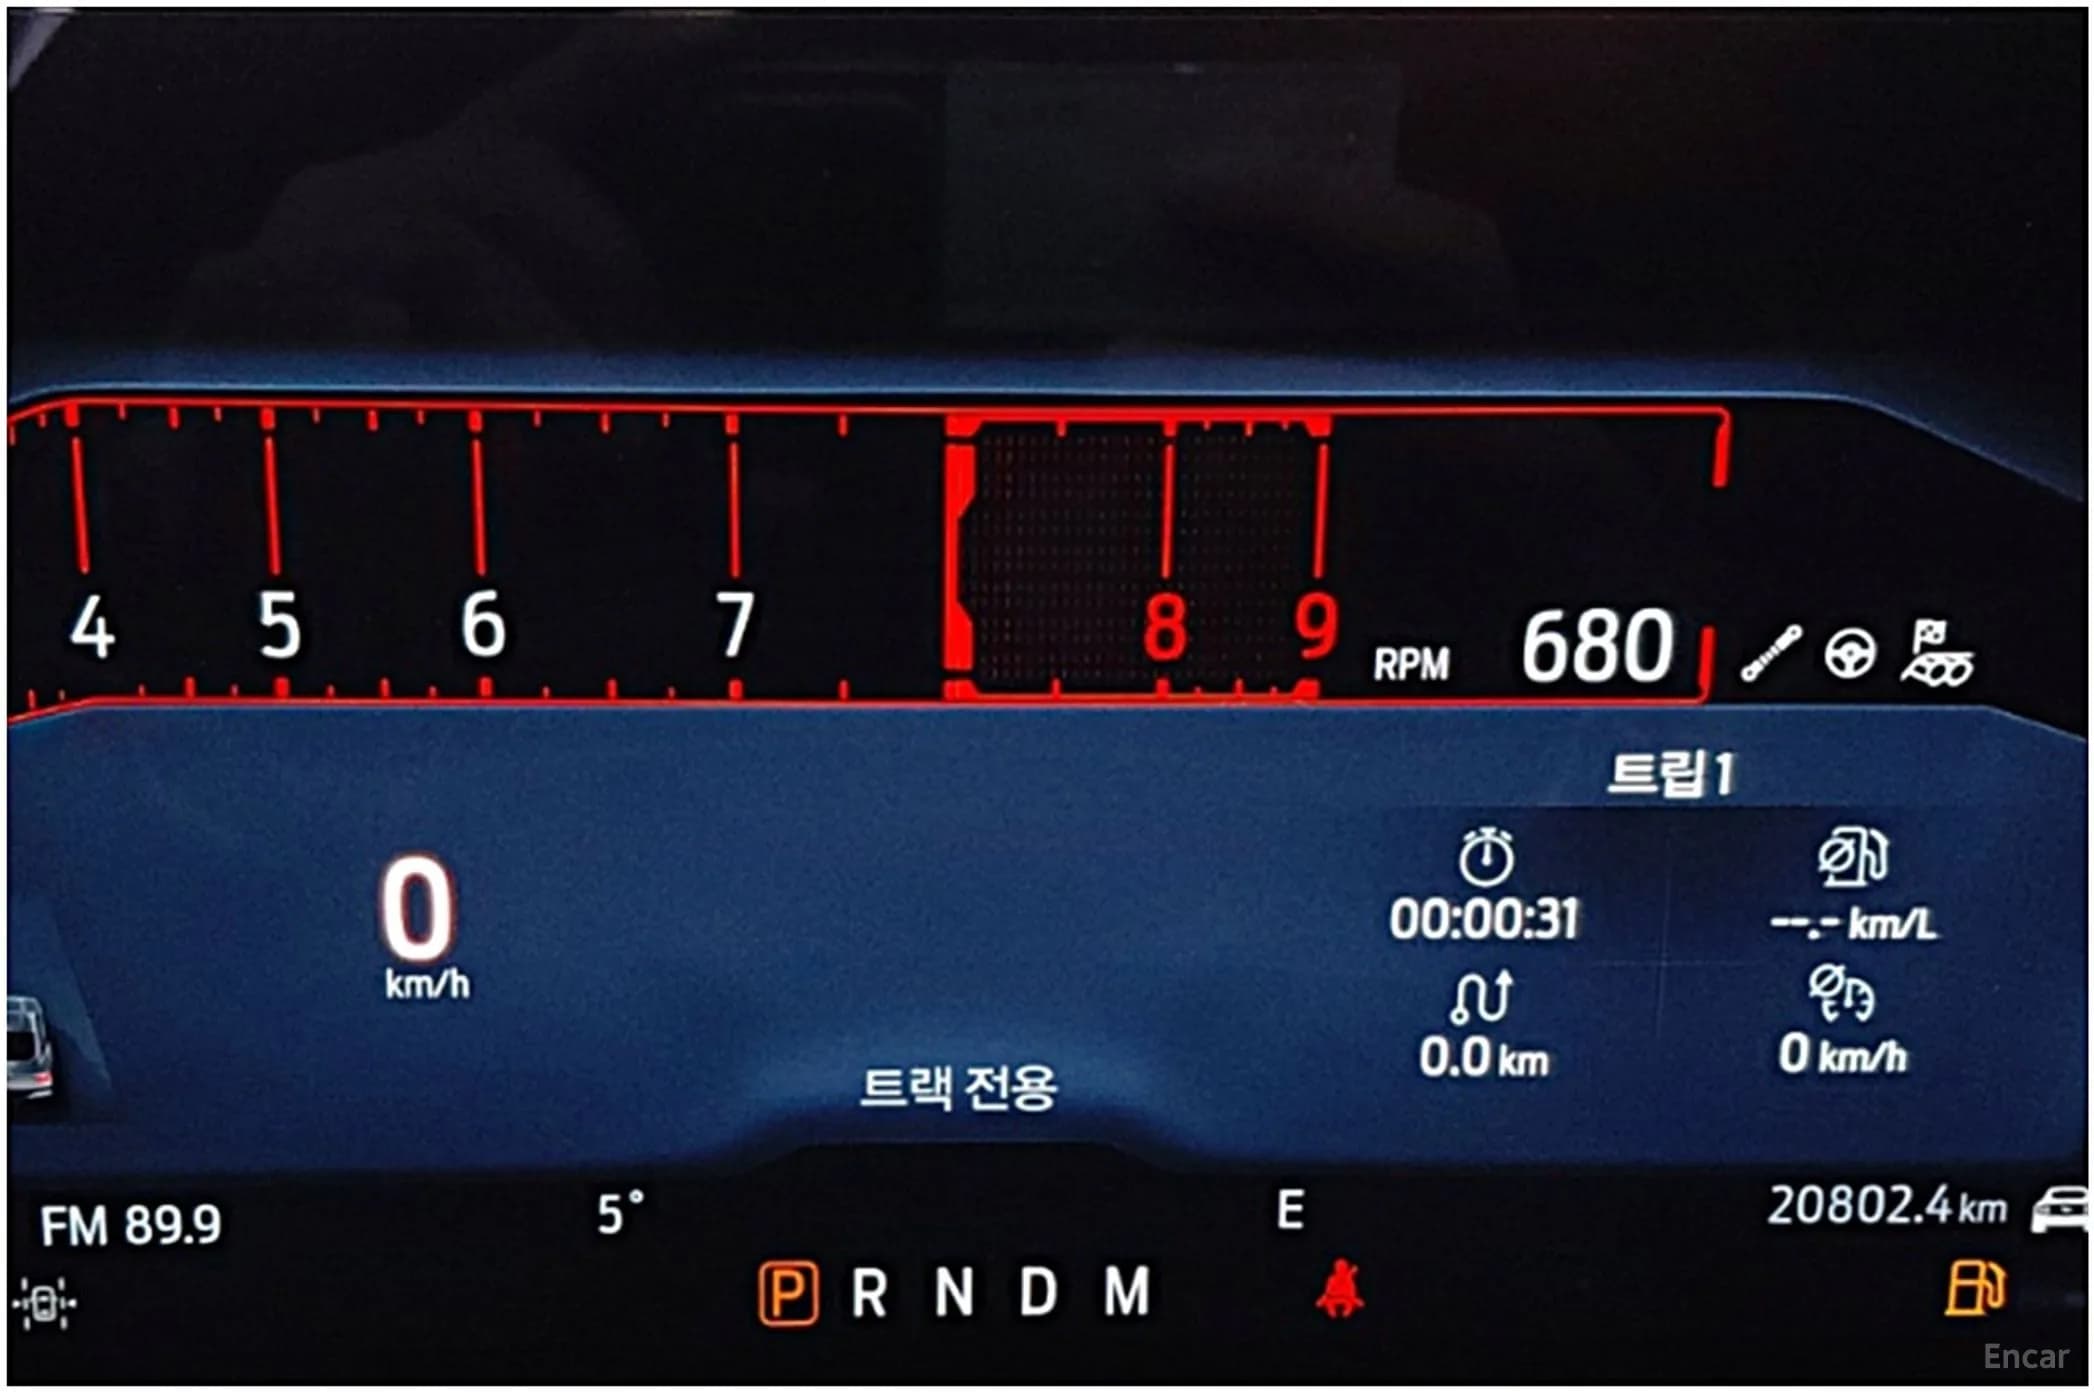 4 5 6 7 8 9 RPM 680
트립 1
00:00:31 --.- km/L
0 km/h
0.0 km 0 km/h
트랙 전용
FM 89.9 5° E 20802.4 km
P R N D M
Encar